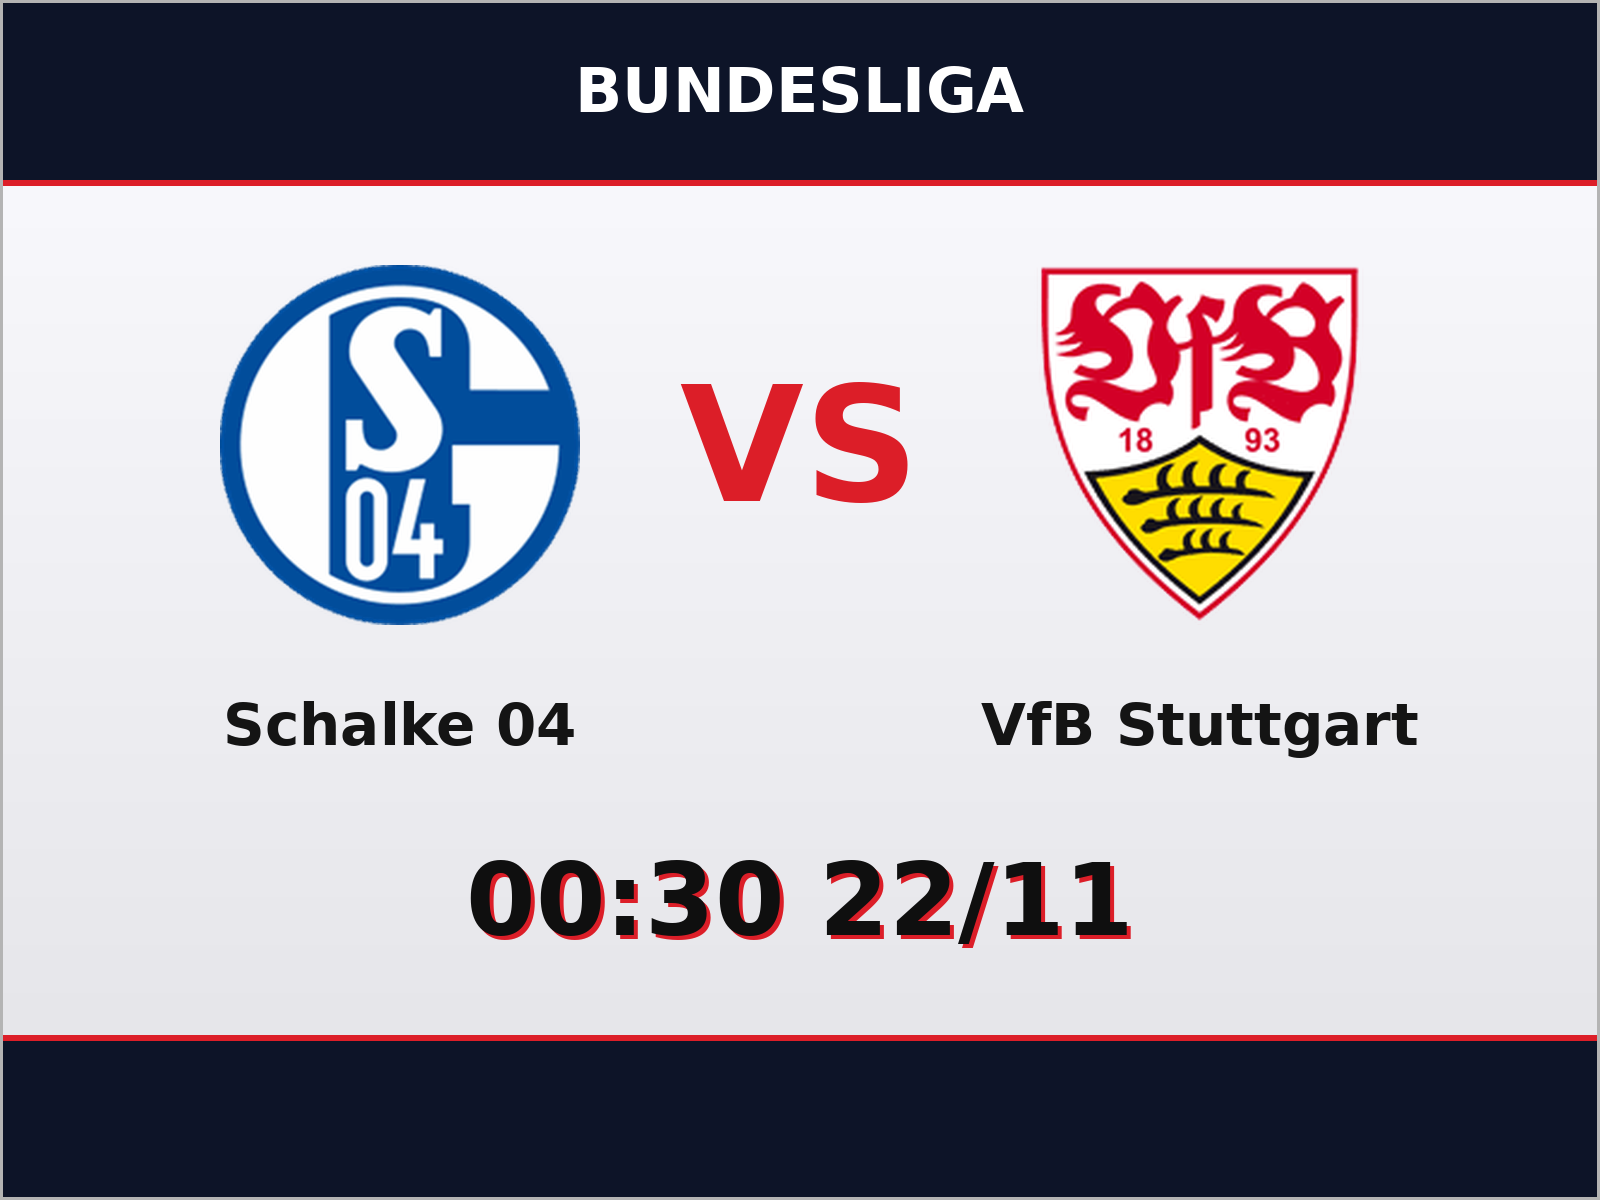 BUNDESLIGA
S
04
VS
VfB
18 93
Schalke 04
VfB Stuttgart
00:30 22/11